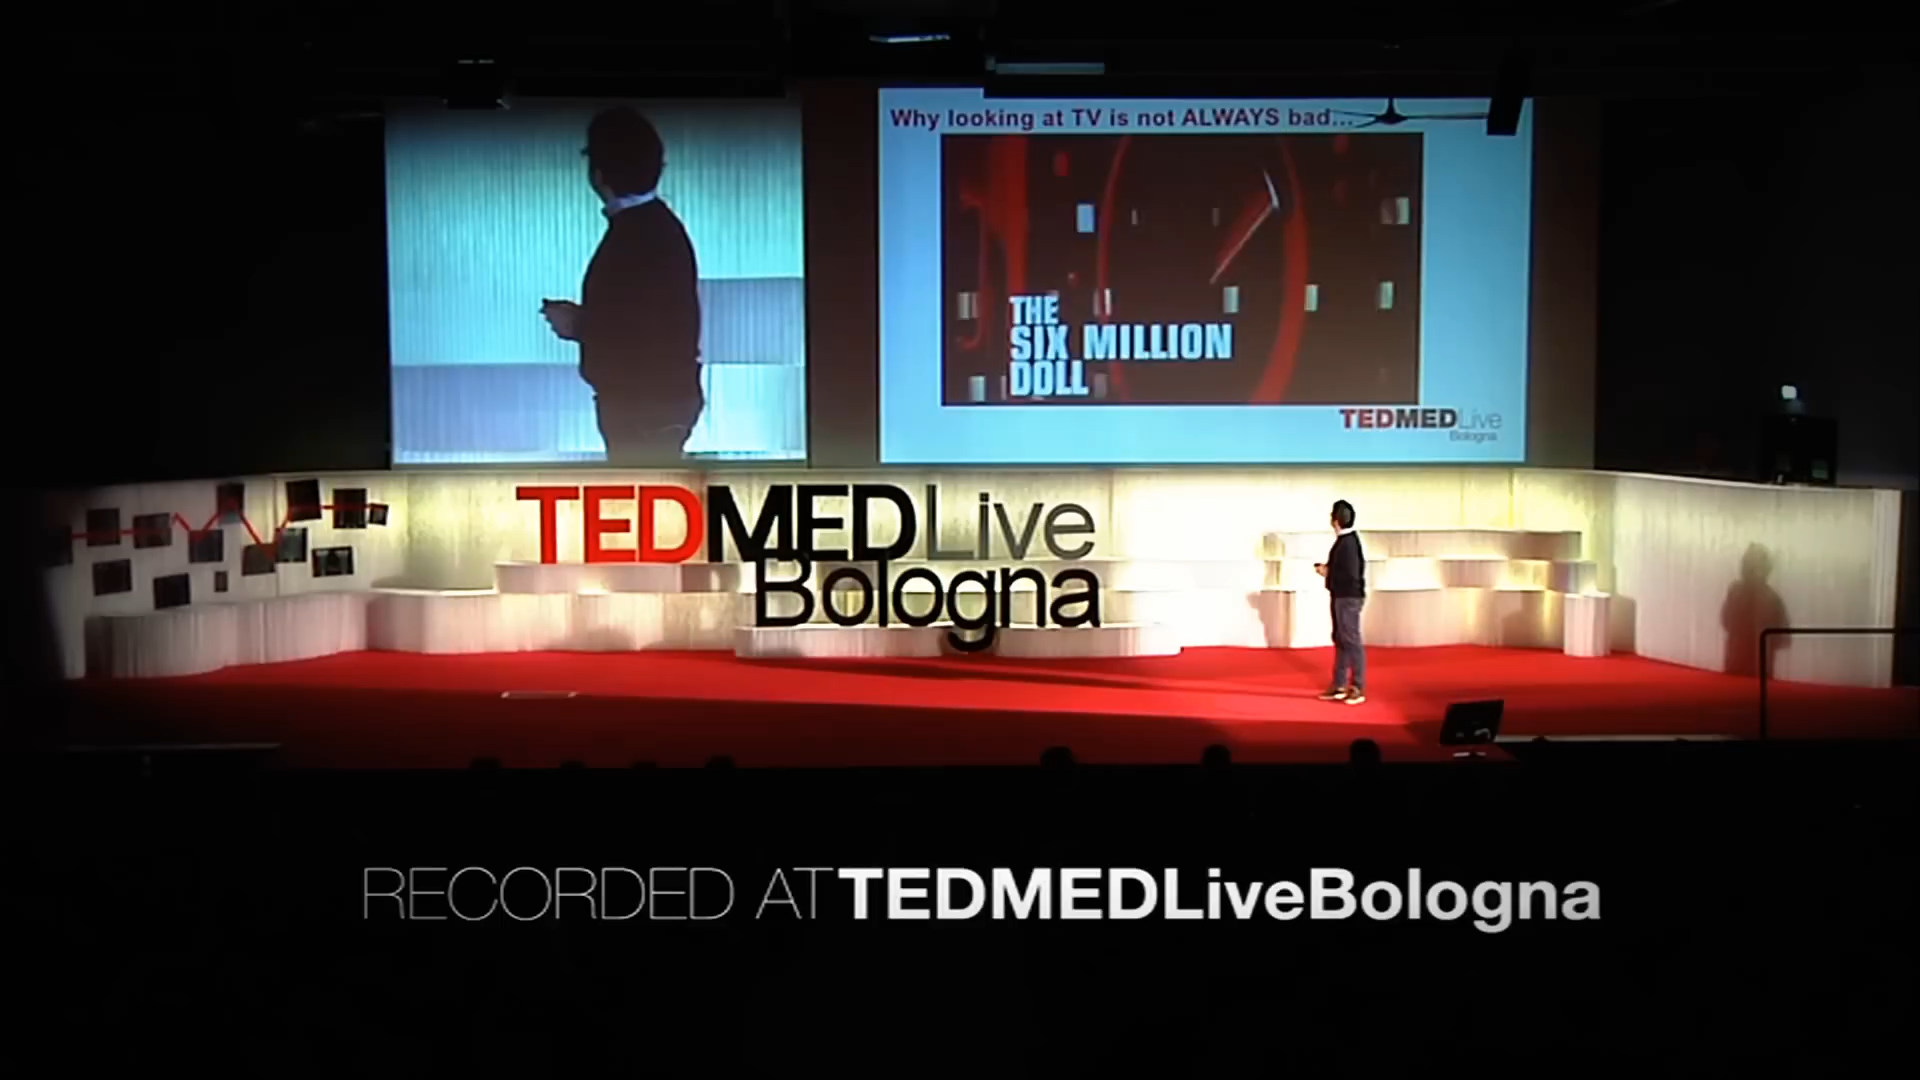 Why looking at TV is not ALWAYS bad...
THE
SIX MILLION
DOLL
TEDMEDLive
Bologna
TEDMEDLive
Bologna
RECORDED AT TEDMEDLiveBologna